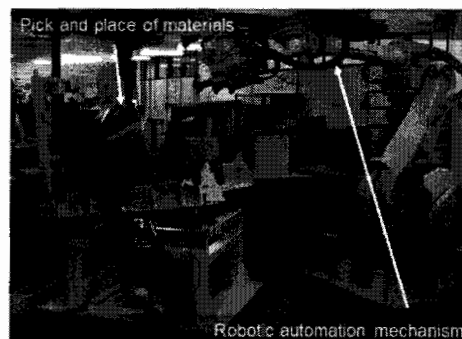 Pick and place of materials
Robotic automation mechanism